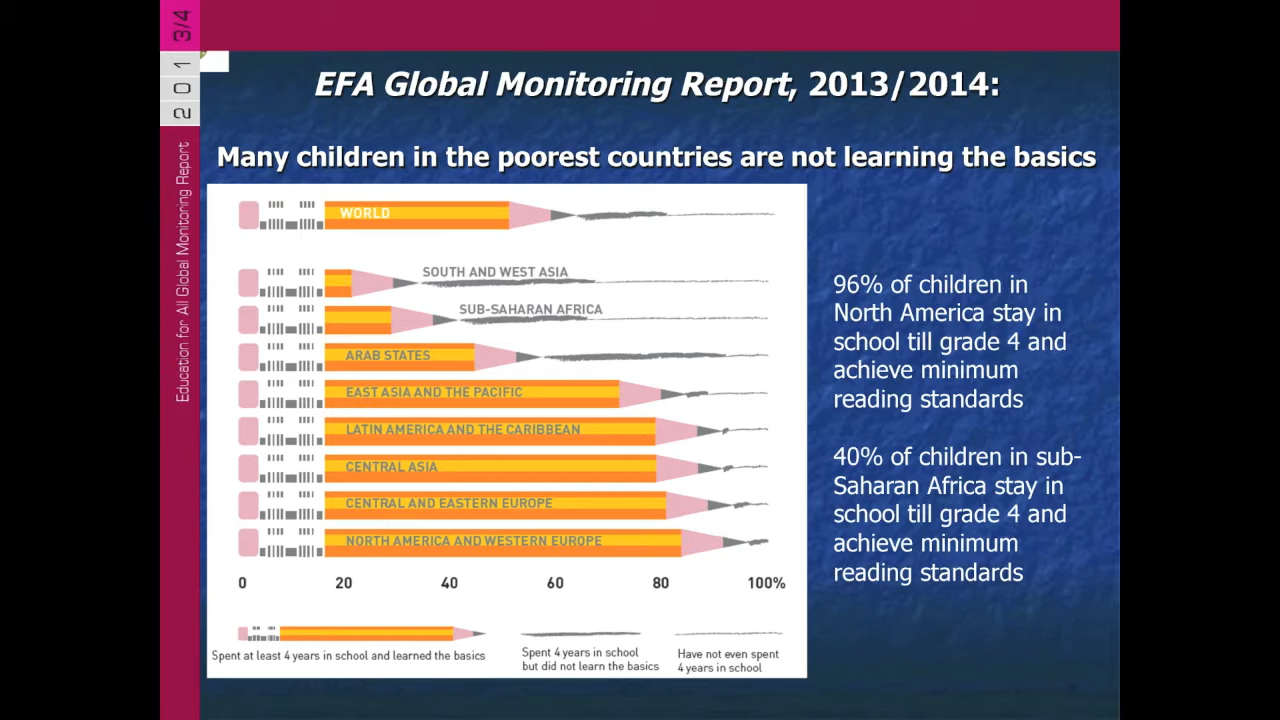 2013/4
Education for All Global Monitoring Report
EFA Global Monitoring Report, 2013/2014:
Many children in the poorest countries are not learning the basics
WORLD
SOUTH AND WEST ASIA
SUB-SAHARAN AFRICA
ARAB STATES
EAST ASIA AND THE PACIFIC
LATIN AMERICA AND THE CARIBBEAN
CENTRAL ASIA
CENTRAL AND EASTERN EUROPE
NORTH AMERICA AND WESTERN EUROPE
0 20 40 60 80 100%
Spent at least 4 years in school and learned the basics
Spent 4 years in school
but did not learn the basics
Have not even spent
4 years in school
96% of children in
North America stay in
school till grade 4 and
achieve minimum
reading standards
40% of children in sub-
Saharan Africa stay in
school till grade 4 and
achieve minimum
reading standards